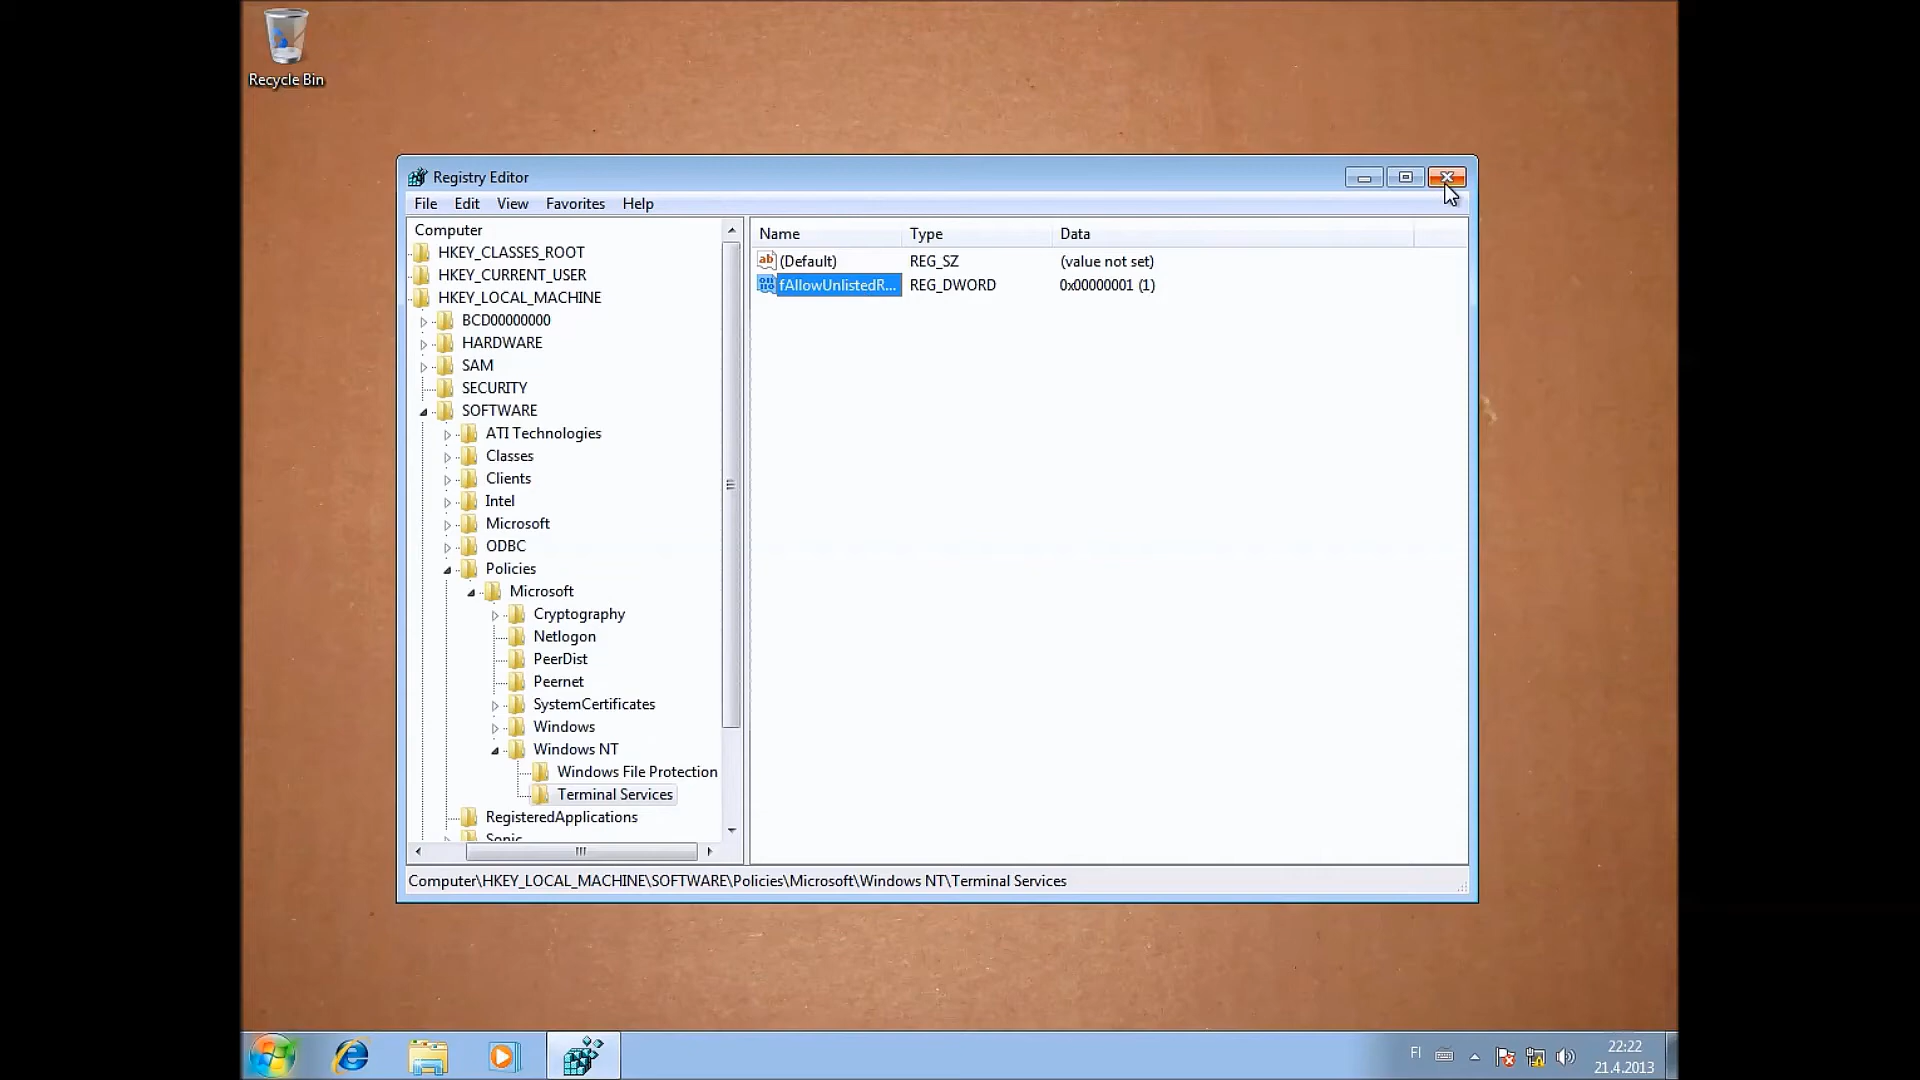 Recycle Bin
Registry Editor
File Edit View Favorites Help
Computer
HKEY_CLASSES_ROOT
HKEY_CURRENT_USER
HKEY_LOCAL_MACHINE
BCD00000000
HARDWARE
SAM
SECURITY
SOFTWARE
ATI Technologies
Classes
Clients
Intel
Microsoft
ODBC
Policies
Microsoft
Cryptography
Netlogon
PeerDist
Peernet
SystemCertificates
Windows
Windows NT
Windows File Protection
Terminal Services
RegisteredApplications
Sonic
Name Type Data
(Default) REG_SZ (value not set)
fAllowUnlistedR... REG_DWORD 0x00000001 (1)
Computer\HKEY_LOCAL_MACHINE\SOFTWARE\Policies\Microsoft\Windows NT\Terminal Services
FI
22:22
21.4.2013